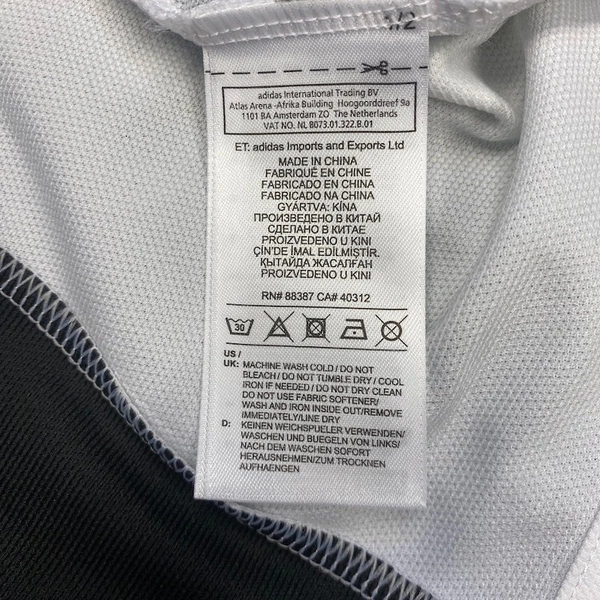 1/2
adidas International Trading BV
Atlas Arena -Afrika Building Hoogoorddreef 9a
1101 BA Amsterdam ZO The Netherlands
VAT NO. NL 8073.01.322.B.01
ET: adidas Imports and Exports Ltd
MADE IN CHINA
FABRIQUÉ EN CHINE
FABRICADO EN CHINA
FABRICADO NA CHINA
GYÁRTVA: KÍNA
ПРОИЗВЕДЕНО В КИТАЙ
СДЕЛАНО В КИТАЕ
PROIZVEDENO U KINI
ÇİN'DE İMAL EDİLMİŞTİR.
ҚЫТАЙДА ЖАСАЛҒАН
PROIZVEDENO U KINI
RN# 88387 CA# 40312
30
US /
UK: MACHINE WASH COLD / DO NOT
BLEACH / DO NOT TUMBLE DRY / COOL
IRON IF NEEDED / DO NOT DRY CLEAN
DO NOT USE FABRIC SOFTENER/
WASH AND IRON INSIDE OUT/REMOVE
IMMEDIATELY/LINE DRY
D: KEINEN WEICHSPUELER VERWENDEN/
WASCHEN UND BUEGELN VON LINKS/
NACH DEM WASCHEN SOFORT
HERAUSNEHMEN/ZUM TROCKNEN
AUFHAENGEN